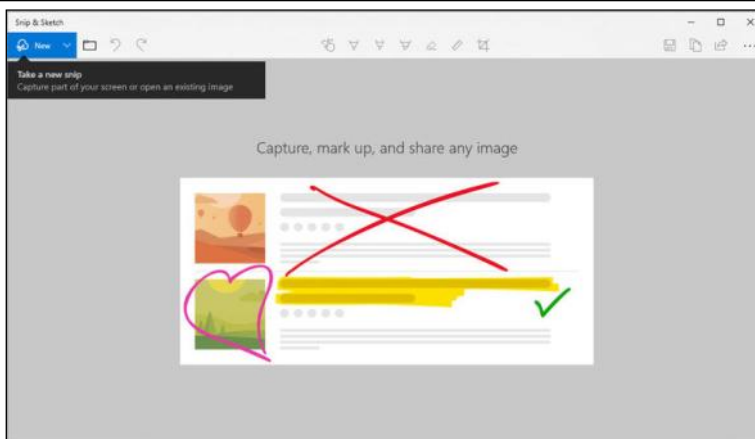 Snip & Sketch
New
Take a new snip
Capture part of your screen or open an existing image
Capture, mark up, and share any image